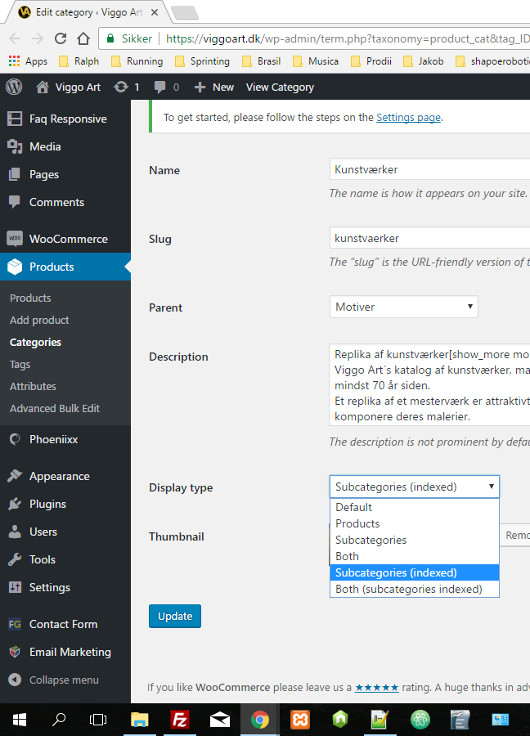 Edit category ‹ Viggo Art
Sikker
https://viggoart.dk/wp-admin/term.php?taxonomy=product_cat&tag_ID
Apps Ralph Running Sprinting Brasil Musica Prodii Jakob shapoerobotic
Viggo Art 1 0 + New View Category
To get started, please follow the steps on the Settings page.
Faq Responsive
Media
Pages
Comments
WooCommerce
Products
Products
Add product
Categories
Tags
Attributes
Advanced Bulk Edit
Phoeniixx
Appearance
Plugins
Users
Tools
Settings
Contact Form
Email Marketing
Collapse menu
Name
Kunstværker
The name is how it appears on your site.
Slug
kunstvaerker
The "slug" is the URL-friendly version of
Parent
Motiver
Description
Replika af kunstværker[show_more mo
Viggo Art´s katalog af kunstværker, ma
mindst 70 år siden.
Et replika af et mesterværk er attraktivt
komponere deres malerier.
The description is not prominent by defa
Display type
Subcategories (indexed)
Default
Products
Subcategories
Both
Subcategories (indexed)
Both (subcategories indexed)
Thumbnail
Remo
Update
If you like WooCommerce please leave us a ★★★★★ rating. A huge thanks in adv